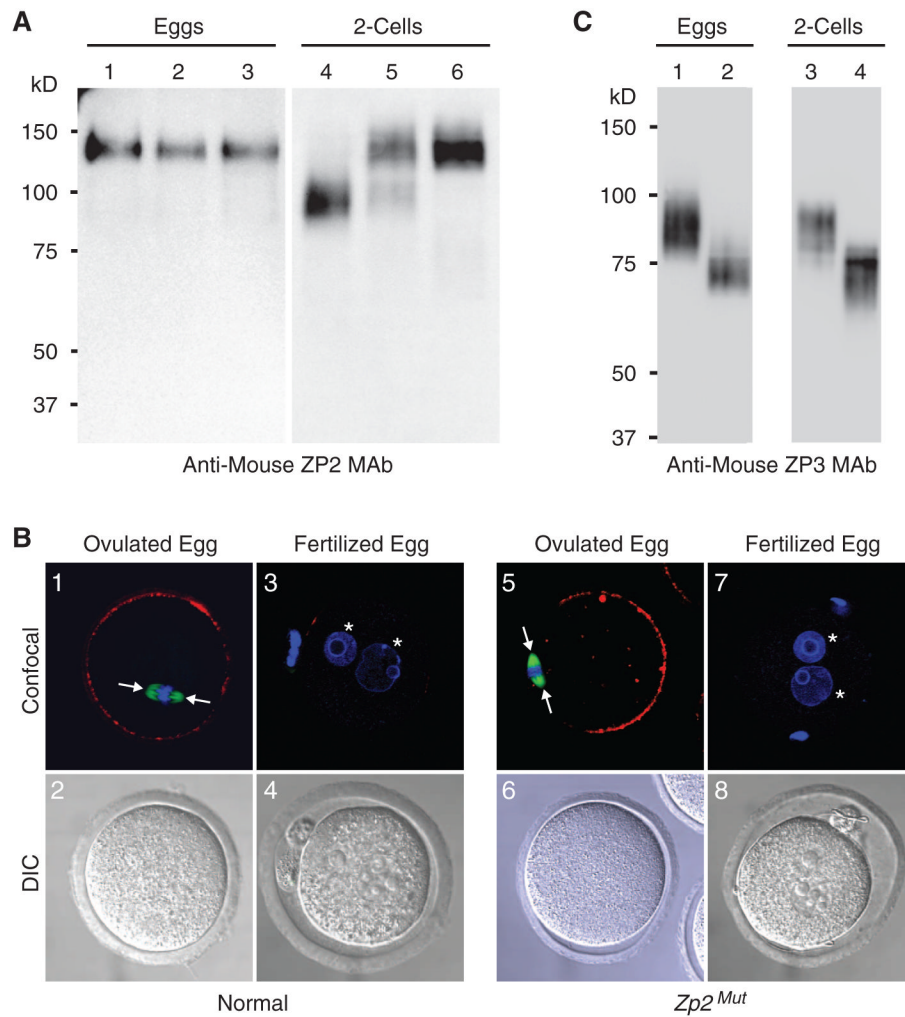 A
Eggs
2-Cells
1 2 3 4 5 6
kD
150
100
75
50
37
Anti-Mouse ZP2 MAb
C
Eggs
2-Cells
1 2 3 4
kD
150
100
75
50
37
Anti-Mouse ZP3 MAb
B
Ovulated Egg
Fertilized Egg
Ovulated Egg
Fertilized Egg
Confocal
1
* *
3
5
7
* *
DIC
2
4
6
8
Normal
Zp2 Mut